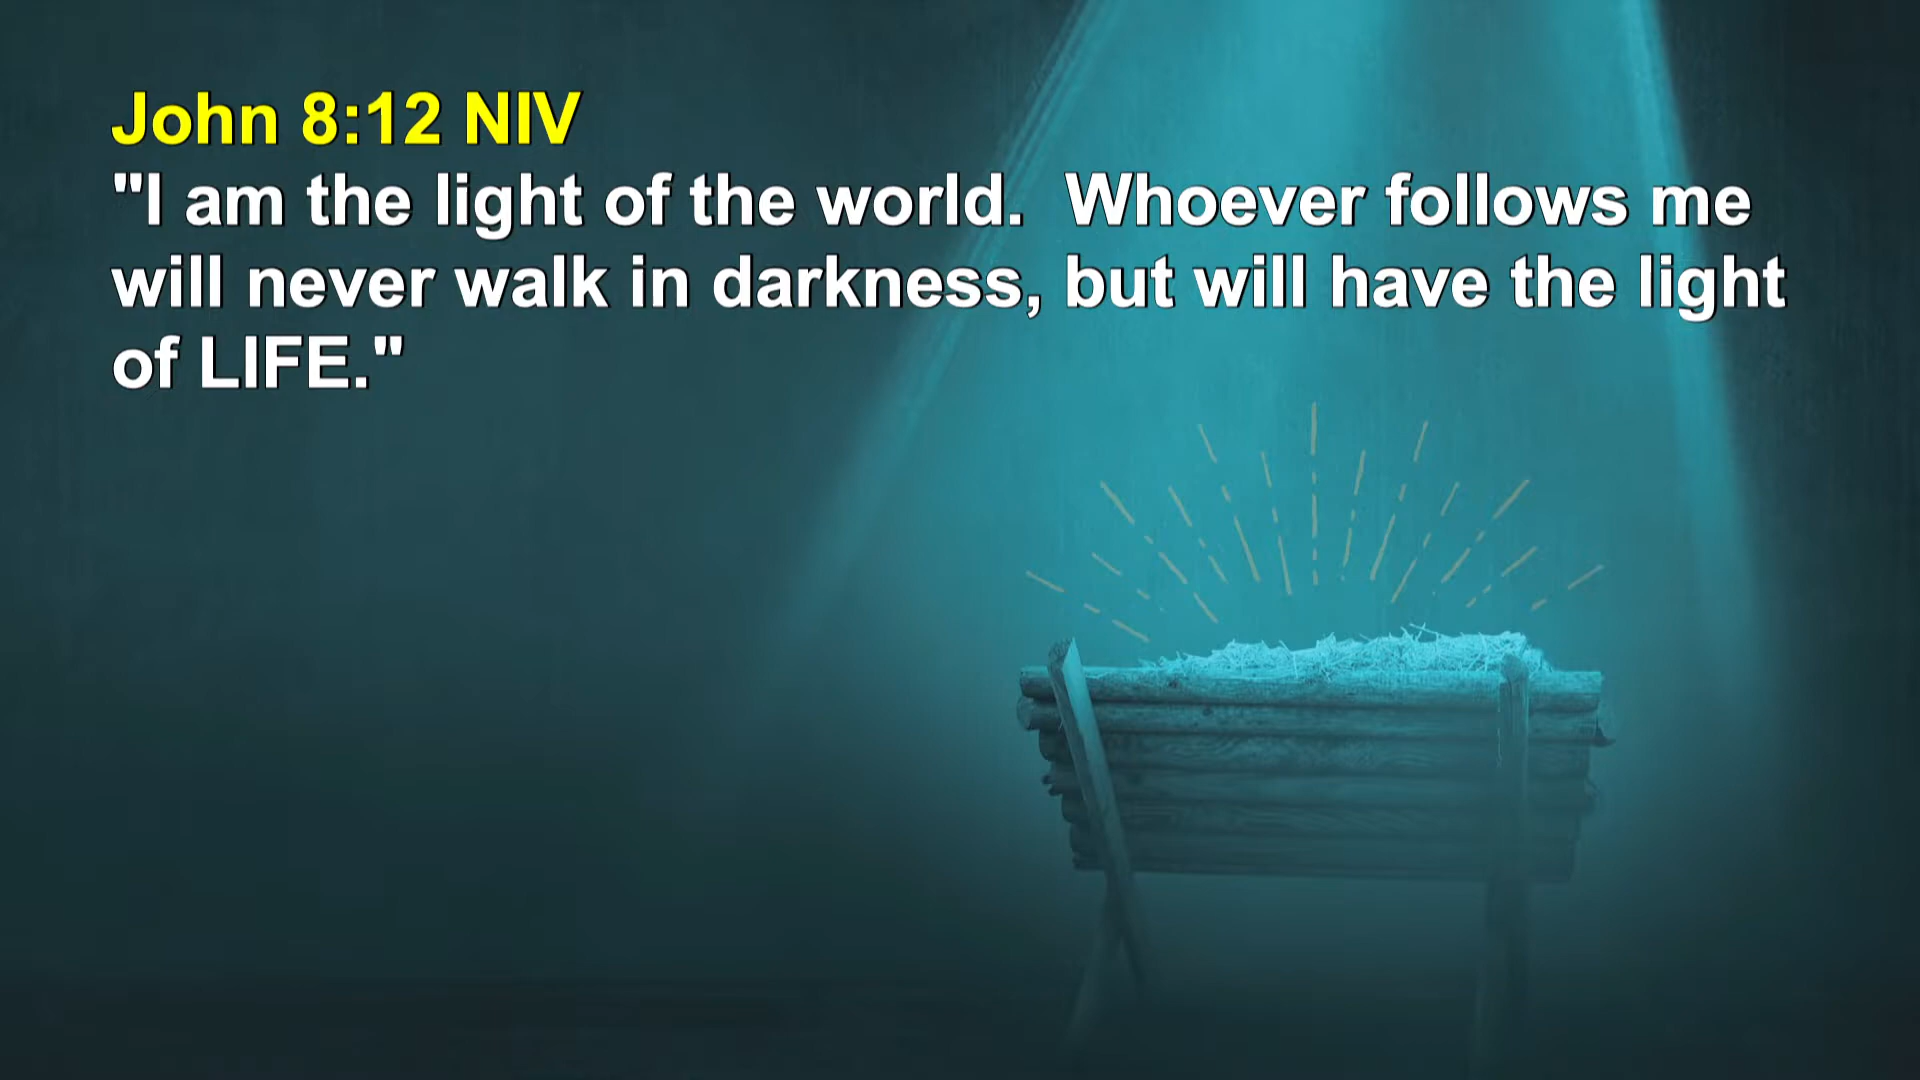 John 8:12 NIV
"I am the light of the world.  Whoever follows me
will never walk in darkness, but will have the light
of LIFE."